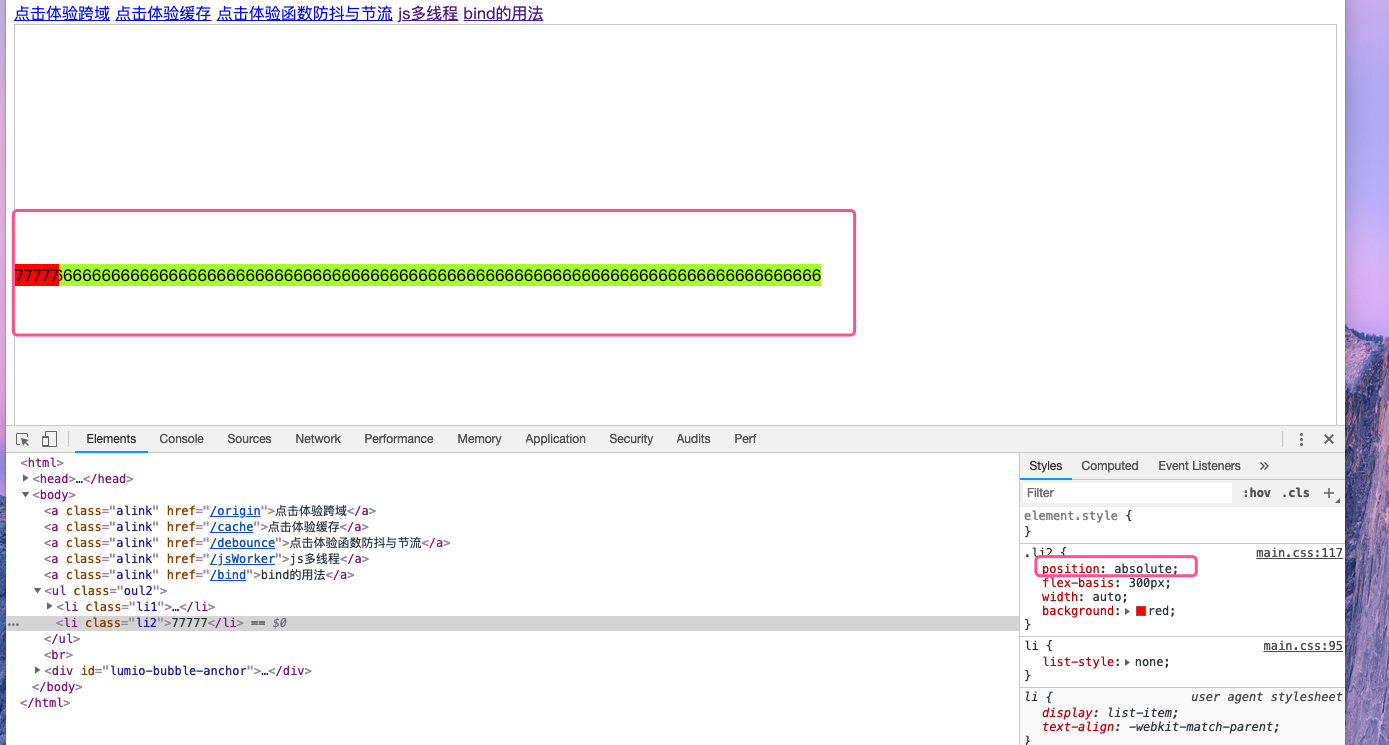 点击体验跨域 点击体验缓存 点击体验函数防抖与节流 js多线程 bind的用法
77777666666666666666666666666666666666666666666666666666666666666666666666666666666666666
Elements Console Sources Network Performance Memory Application Security Audits Perf
<html>
<head>…</head>
<body>
<a class="alink" href="/origin">点击体验跨域</a>
<a class="alink" href="/cache">点击体验缓存</a>
<a class="alink" href="/debounce">点击体验函数防抖与节流</a>
<a class="alink" href="/jsWorker">js多线程</a>
<a class="alink" href="/bind">bind的用法</a>
<ul class="oul2">
<li class="li1">…</li>
<li class="li2">77777</li> == $0
</ul>
<br>
<div id="lumio-bubble-anchor">…</div>
</body>
</html>
Styles Computed Event Listeners »
Filter :hov .cls +
element.style {
}
.li2 { main.css:117
position: absolute;
flex-basis: 300px;
width: auto;
background: red;
}
li { main.css:95
list-style: none;
}
li { user agent stylesheet
display: list-item;
text-align: -webkit-match-parent;
}